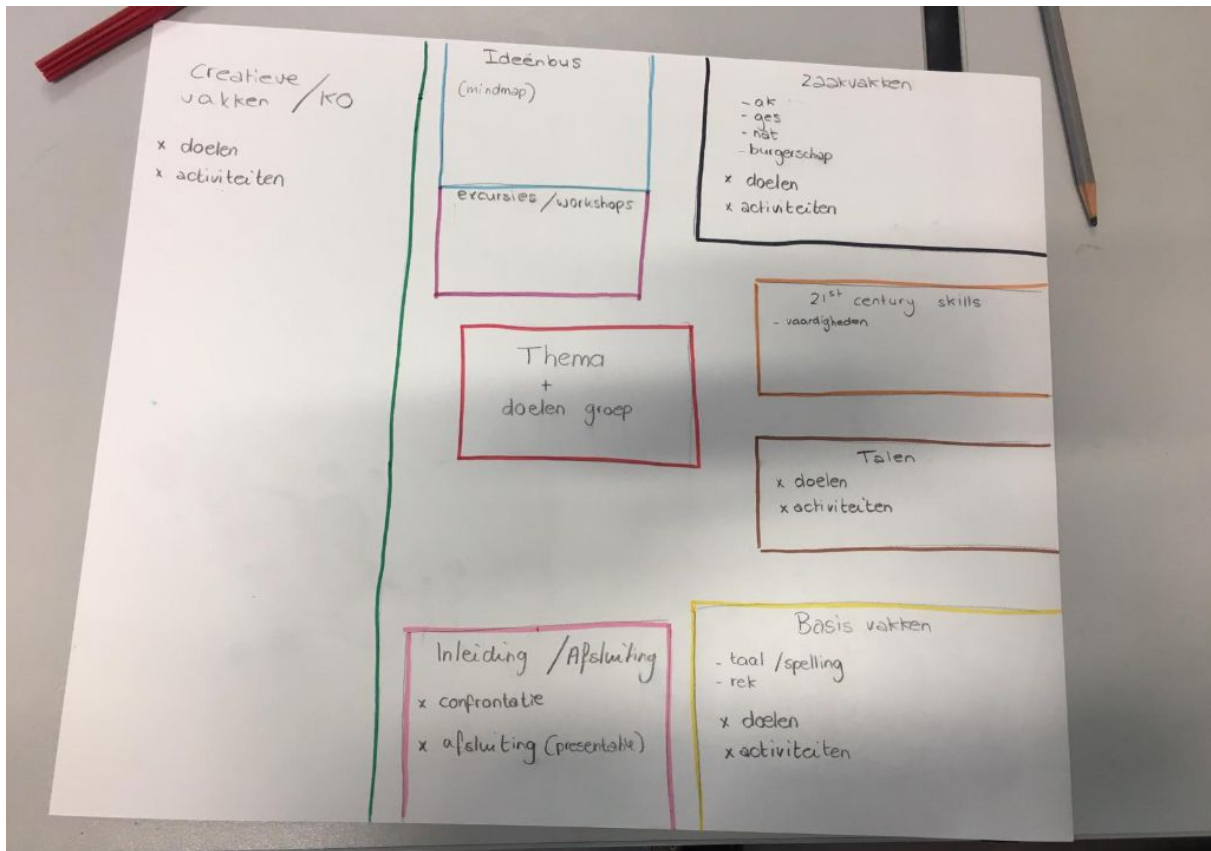 Creatieve
vakken / KO
x doelen
x activiteiten
Ideeënbus
(mindmap)
excursies / workshops
Thema
+
doelen groep
Inleiding / Afsluiting
x confrontatie
x afsluiting (presentatie)
Zaakvakken
- ak
- ges
- nat
- burgerschap
x doelen
x activiteiten
21st century skills
- vaardigheden
Talen
x doelen
x activiteiten
Basis vakken
- taal / spelling
- rek
x doelen
x activiteiten